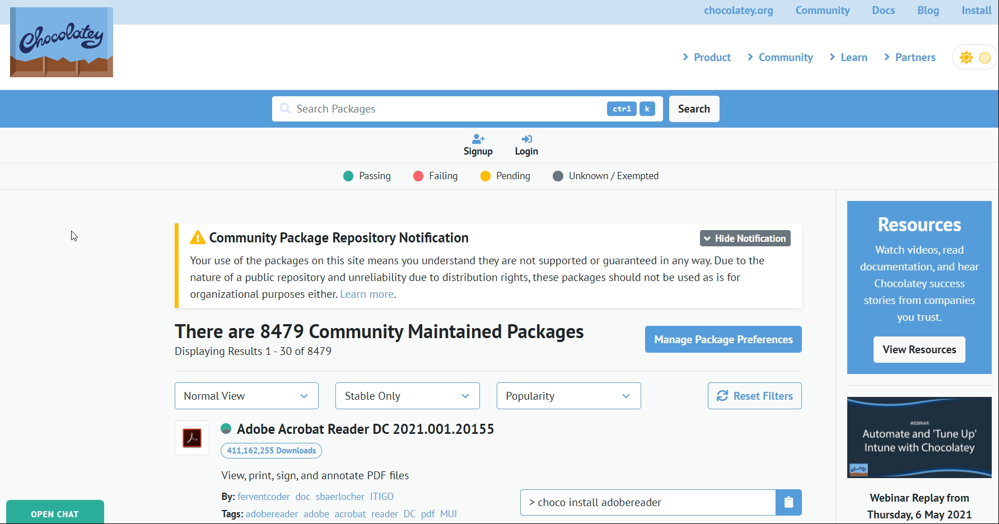 chocolatey.org Community Docs Blog Install
Chocolatey
Product Community Learn Partners
Search Packages ctrl k Search
Signup Login
Passing Failing Pending Unknown / Exempted
Community Package Repository Notification
Hide Notification
Your use of the packages on this site means you understand they are not supported or guaranteed in any way. Due to the
nature of a public repository and unreliability due to distribution rights, these packages should not be used as is for
organizational purposes either. Learn more.
There are 8479 Community Maintained Packages
Displaying Results 1 - 30 of 8479
Manage Package Preferences
Normal View Stable Only Popularity Reset Filters
Adobe Acrobat Reader DC 2021.001.20155
411,162,255 Downloads
View, print, sign, and annotate PDF files
By: ferventcoder doc sbaerlocher ITIGO
Tags: adobereader adobe acrobat reader DC pdf MUI
> choco install adobereader
OPEN CHAT
Resources
Watch videos, read
documentation, and hear
Chocolatey success
stories from companies
you trust.
View Resources
WEBINAR
Automate and 'Tune Up'
Intune with Chocolatey
Chocolatey
Webinar Replay from
Thursday, 6 May 2021